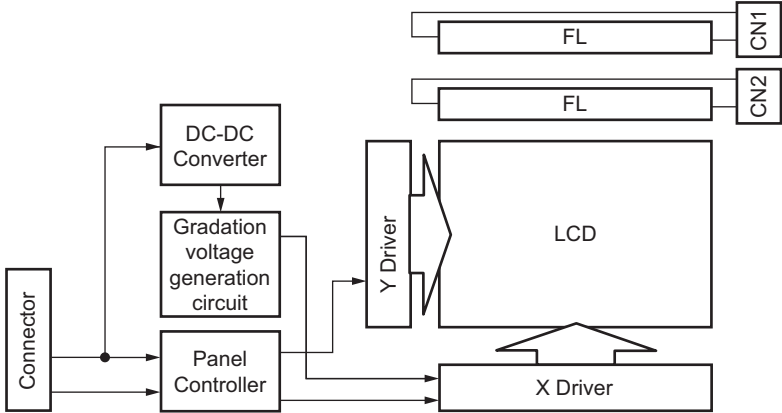 FL
CN1
FL
CN2
DC-DC
Converter
Gradation
voltage
generation
circuit
Y Driver
LCD
Connector
Panel
Controller
X Driver